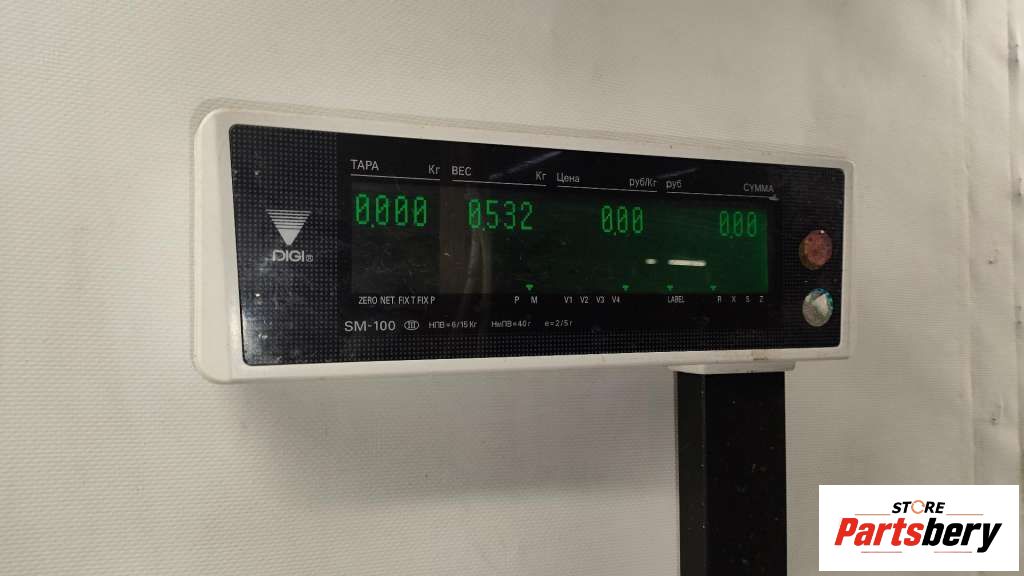 ТАРА Кг ВЕС Кг Цена руб/Кг руб СУММА
0.000 0.532 0.00 0.00
DIGI®
ZERO NET. FIX T FIX P P M V1 V2 V3 V4 LABEL R X S Z
SM-100 III НПВ=6/15 Кг НмПВ=40 г e=2/5 г
STORE
Partsbery